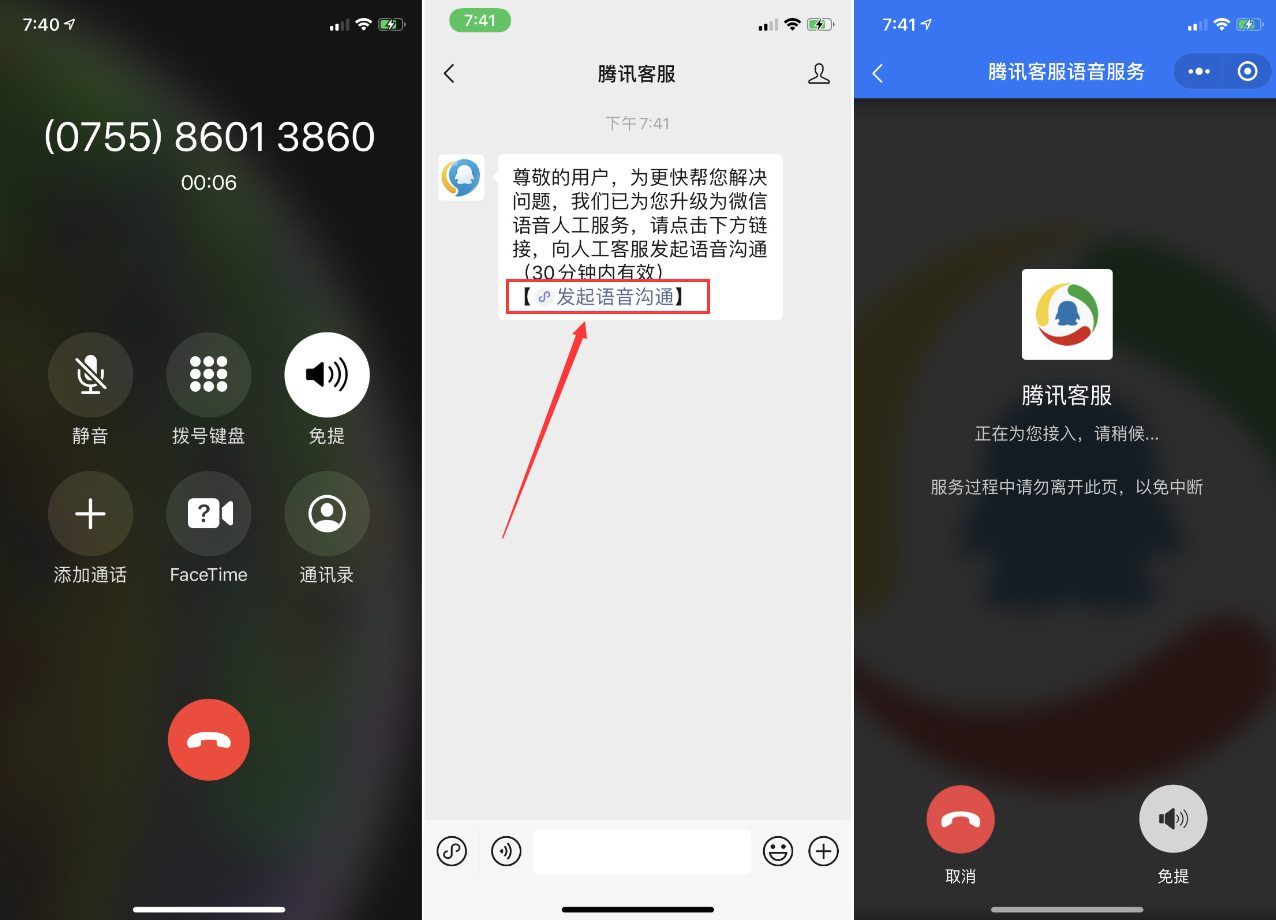 7:40
(0755) 8601 3860
00:06
静音
拨号键盘
免提
添加通话
FaceTime
通讯录
7:41
腾讯客服
下午 7:41
尊敬的用户，为更快帮您解决
问题，我们已为您升级为微信
语音人工服务，请点击下方链
接，向人工客服发起语音沟通
（30分钟内有效）
【发起语音沟通】
7:41
腾讯客服语音服务
腾讯客服
正在为您接入，请稍候...
服务过程中请勿离开此页，以免中断
取消
免提